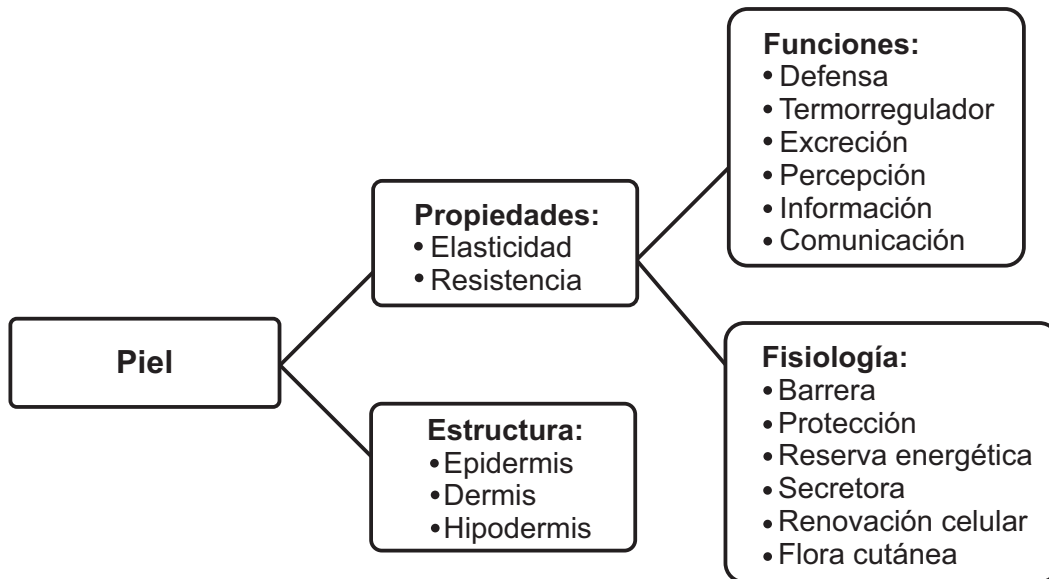 Piel
Propiedades:
• Elasticidad
• Resistencia
Estructura:
• Epidermis
• Dermis
• Hipodermis
Funciones:
• Defensa
• Termorregulador
• Excreción
• Percepción
• Información
• Comunicación
Fisiología:
• Barrera
• Protección
• Reserva energética
• Secretora
• Renovación celular
• Flora cutánea